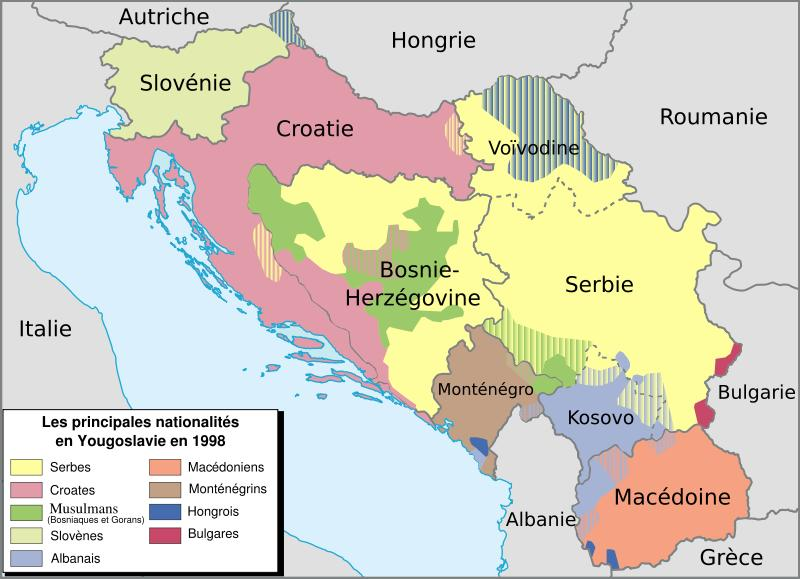 Autriche
Hongrie
Slovénie
Roumanie
Croatie
Voïvodine
Bosnie-
Herzégovine
Serbie
Italie
Monténégro
Bulgarie
Kosovo
Macédoine
Albanie
Grèce
Les principales nationalités
en Yougoslavie en 1998
Serbes
Croates
Musulmans
(Bosniaques et Gorans)
Slovènes
Albanais
Macédoniens
Monténégrins
Hongrois
Bulgares